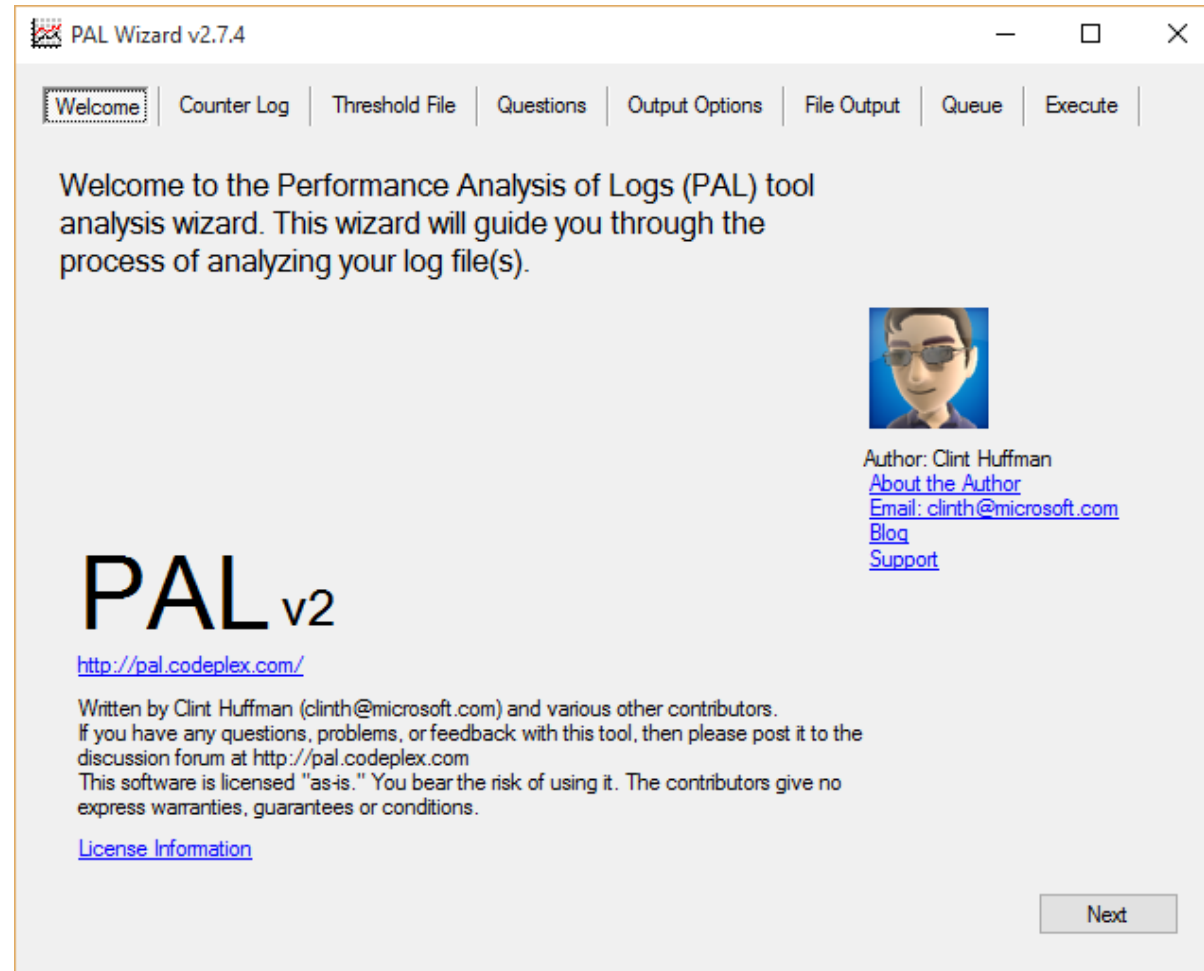 PAL Wizard v2.7.4
Welcome Counter Log Threshold File Questions Output Options File Output Queue Execute
Welcome to the Performance Analysis of Logs (PAL) tool
analysis wizard. This wizard will guide you through the
process of analyzing your log file(s).
Author: Clint Huffman
About the Author
Email: clinth@microsoft.com
Blog
Support
PAL v2
http://pal.codeplex.com/
Written by Clint Huffman (clinth@microsoft.com) and various other contributors.
If you have any questions, problems, or feedback with this tool, then please post it to the
discussion forum at http://pal.codeplex.com
This software is licensed "as-is." You bear the risk of using it. The contributors give no
express warranties, guarantees or conditions.
License Information
Next